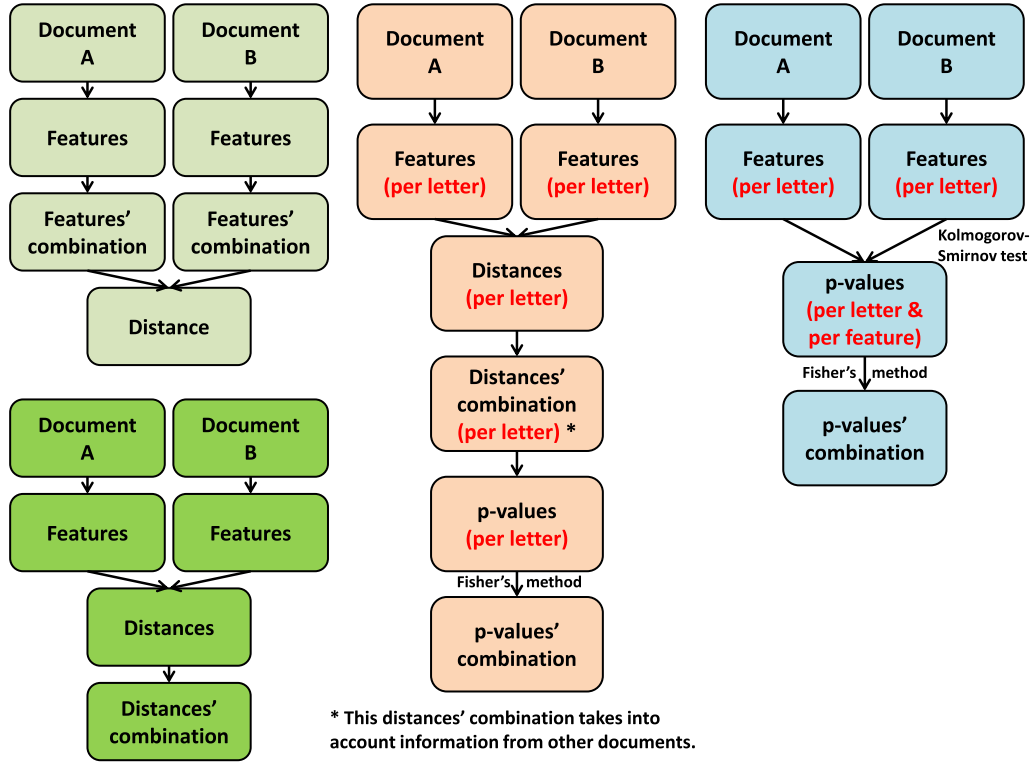 Document
A
Document
B
Features
Features
Features’
combination
Features’
combination
Distance
Document
A
Document
B
Features
Features
Distances
Distances’
combination
Document
A
Document
B
Features
(per letter)
Features
(per letter)
Distances
(per letter)
Distances’
combination
(per letter) *
p-values
(per letter)
Fisher’s method
p-values’
combination
* This distances’ combination takes into
account information from other documents.
Document
A
Document
B
Features
(per letter)
Features
(per letter)
Kolmogorov-
Smirnov test
p-values
(per letter &
per feature)
Fisher’s method
p-values’
combination